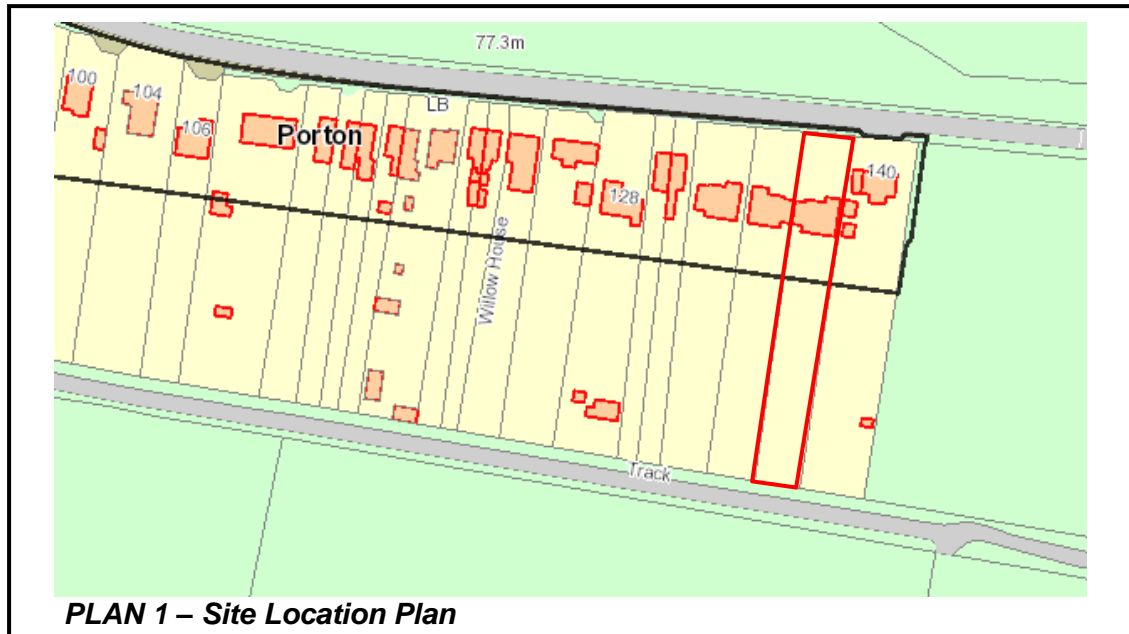 77.3m
100
104
LB
106
Porton
140
128
Willow House
Track
PLAN 1 – Site Location Plan